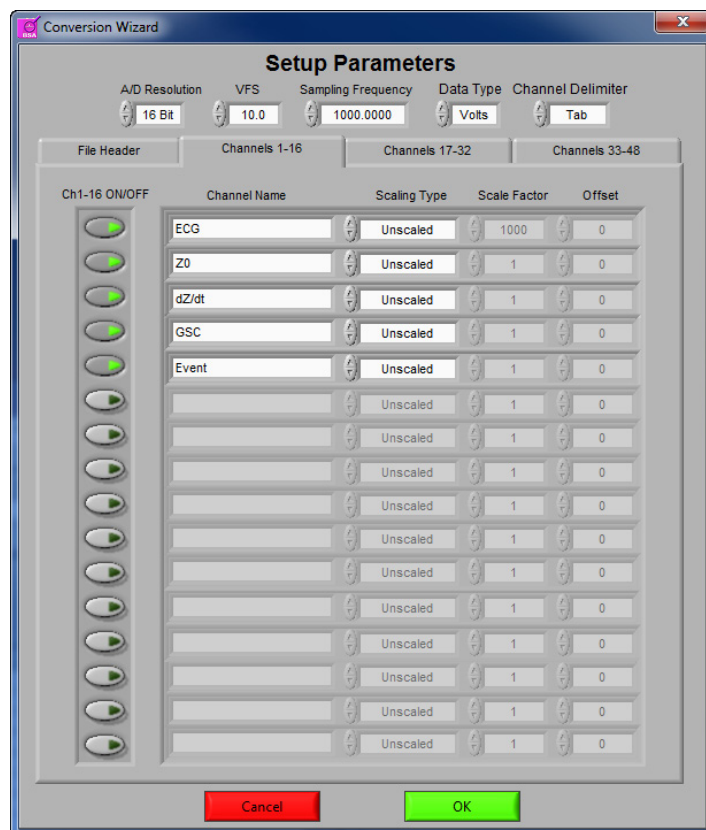 Conversion Wizard
Setup Parameters
A/D Resolution VFS Sampling Frequency Data Type Channel Delimiter
16 Bit 10.0 1000.0000 Volts Tab
File Header Channels 1-16 Channels 17-32 Channels 33-48
Ch1-16 ON/OFF Channel Name Scaling Type Scale Factor Offset
ECG Unscaled 1000 0
Z0 Unscaled 1 0
dZ/dt Unscaled 1 0
GSC Unscaled 1 0
Event Unscaled 1 0
Unscaled 1 0
Unscaled 1 0
Unscaled 1 0
Unscaled 1 0
Unscaled 1 0
Unscaled 1 0
Unscaled 1 0
Unscaled 1 0
Unscaled 1 0
Unscaled 1 0
Unscaled 1 0
Cancel OK